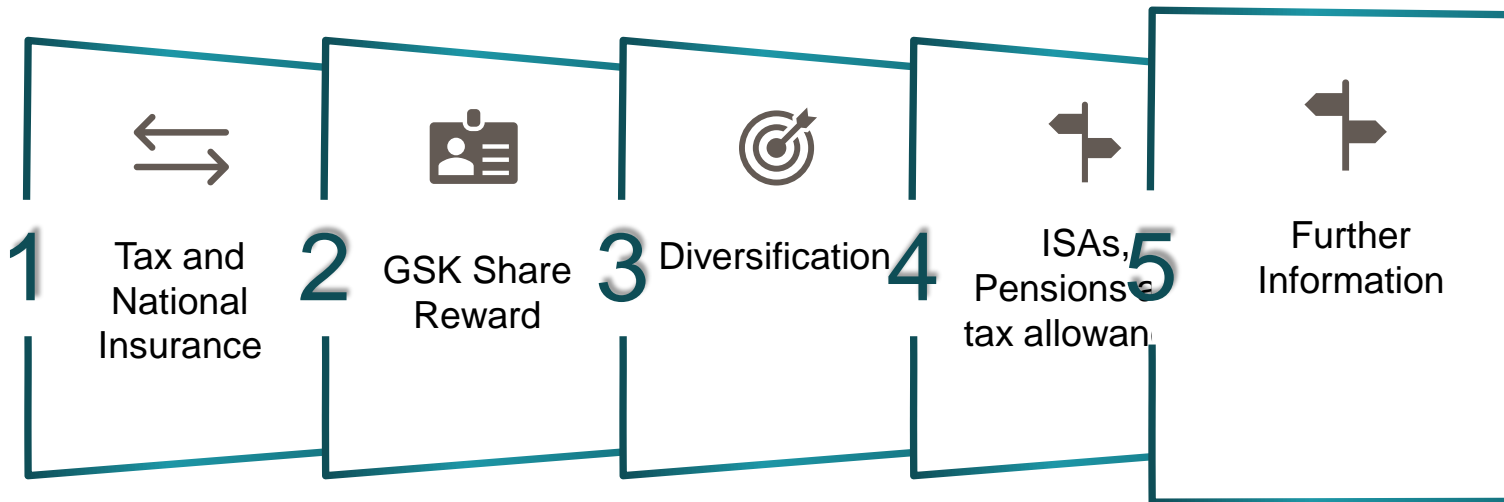 1
Tax and
National
Insurance
2
GSK Share
Reward
3
Diversification
4
ISAs,
Pensions
tax
5
Further
Information